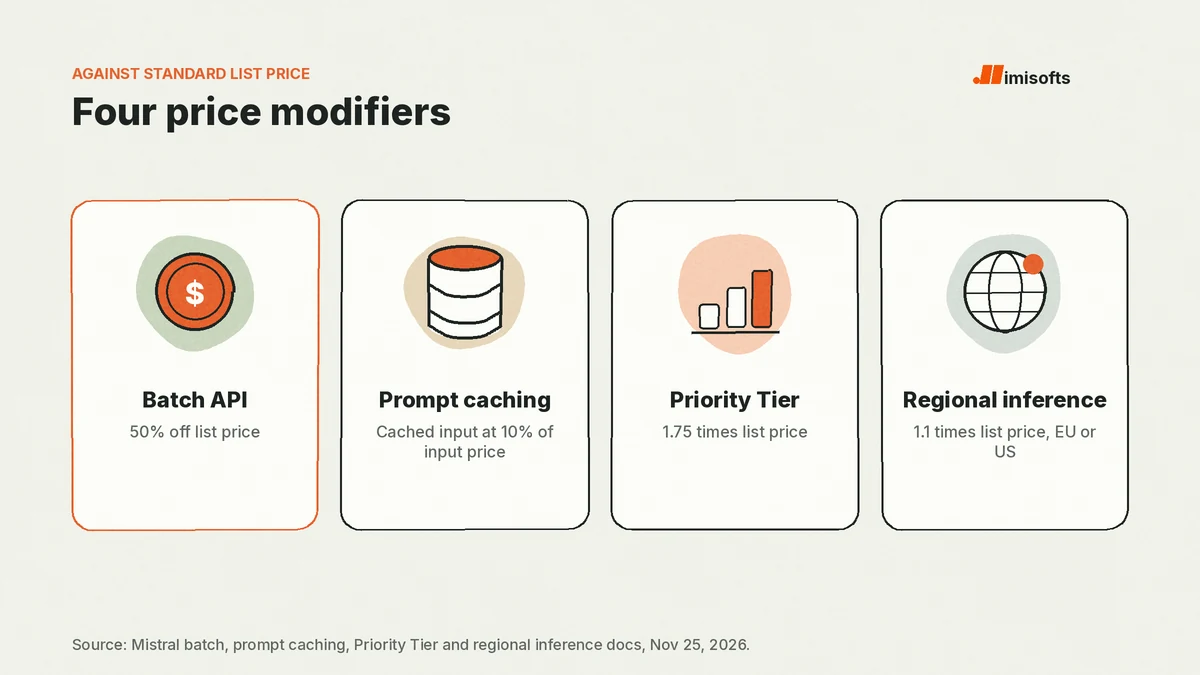 AGAINST STANDARD LIST PRICE
Four price modifiers
imisofts
$
Batch API
50% off list price
Prompt caching
Cached input at 10% of
input price
Priority Tier
1.75 times list price
Regional inference
1.1 times list price, EU or
US
Source: Mistral batch, prompt caching, Priority Tier and regional inference docs, Nov 25, 2026.